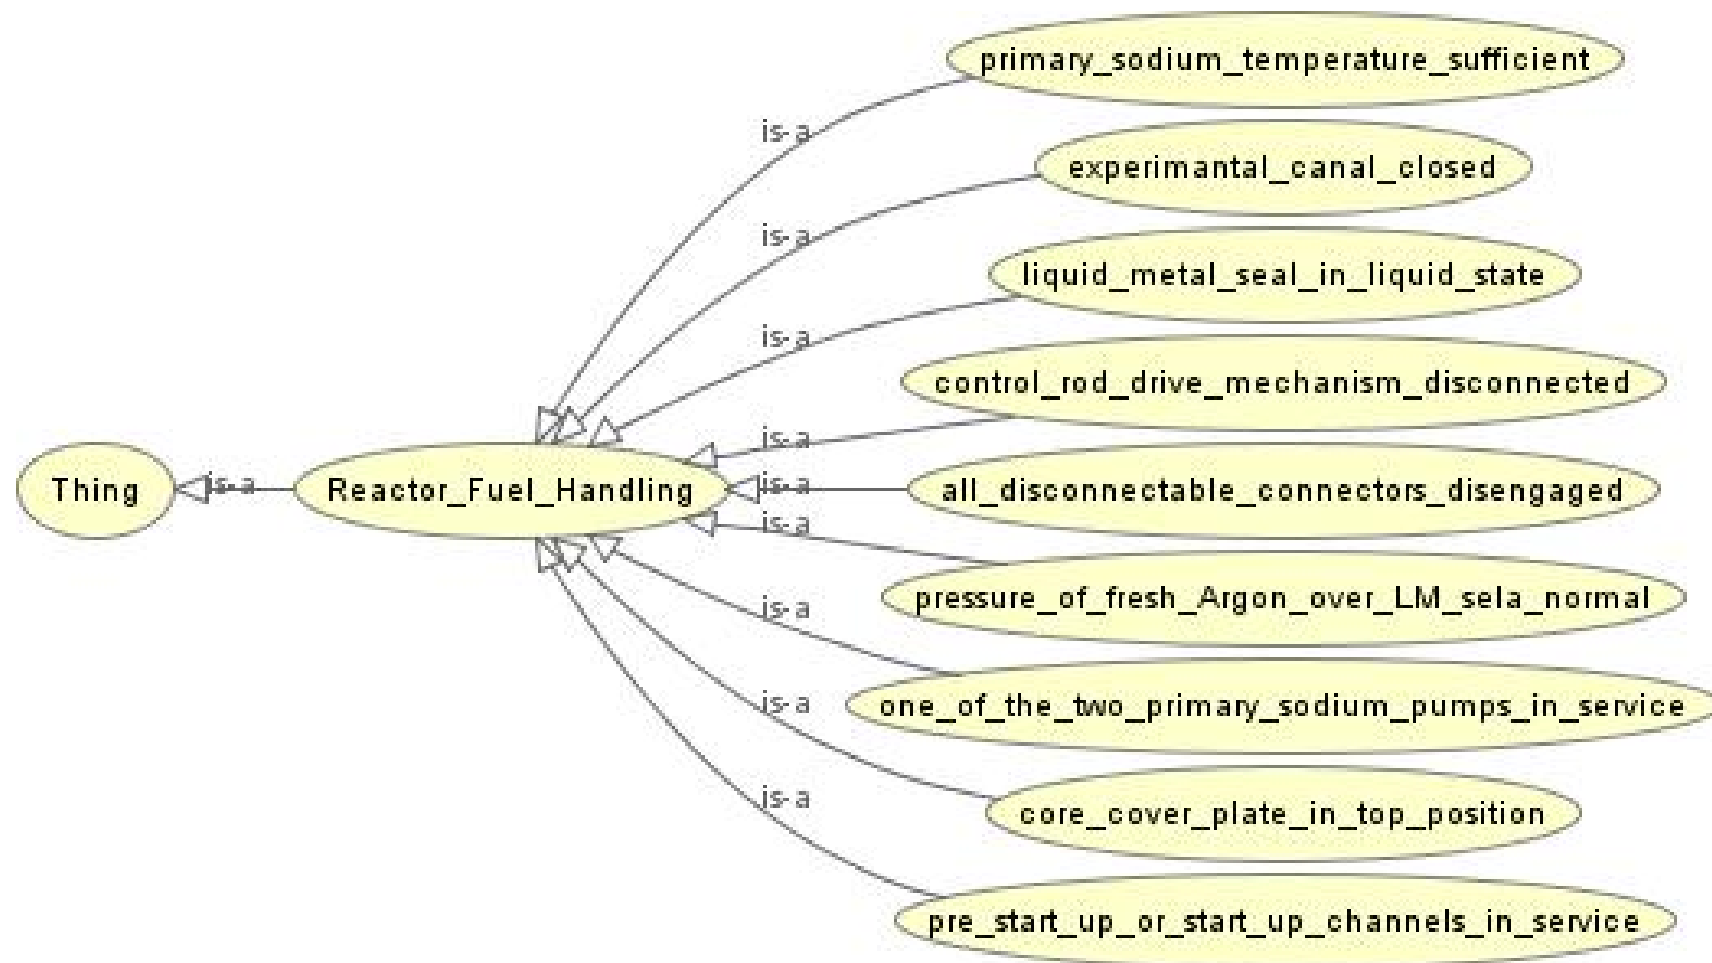 primary_sodium_temperature_sufficient
is-a
experimantal_canal_closed
is-a
liquid_metal_seal_in_liquid_state
is-a
control_rod_drive_mechanism_disconnected
is-a
Thing
is-a
Reactor_Fuel_Handling
is-a
all_disconnectable_connectors_disengaged
is-a
pressure_of_fresh_Argon_over_LM_sela_normal
is-a
one_of_the_two_primary_sodium_pumps_in_service
is-a
core_cover_plate_in_top_position
is-a
pre_start_up_or_start_up_channels_in_service